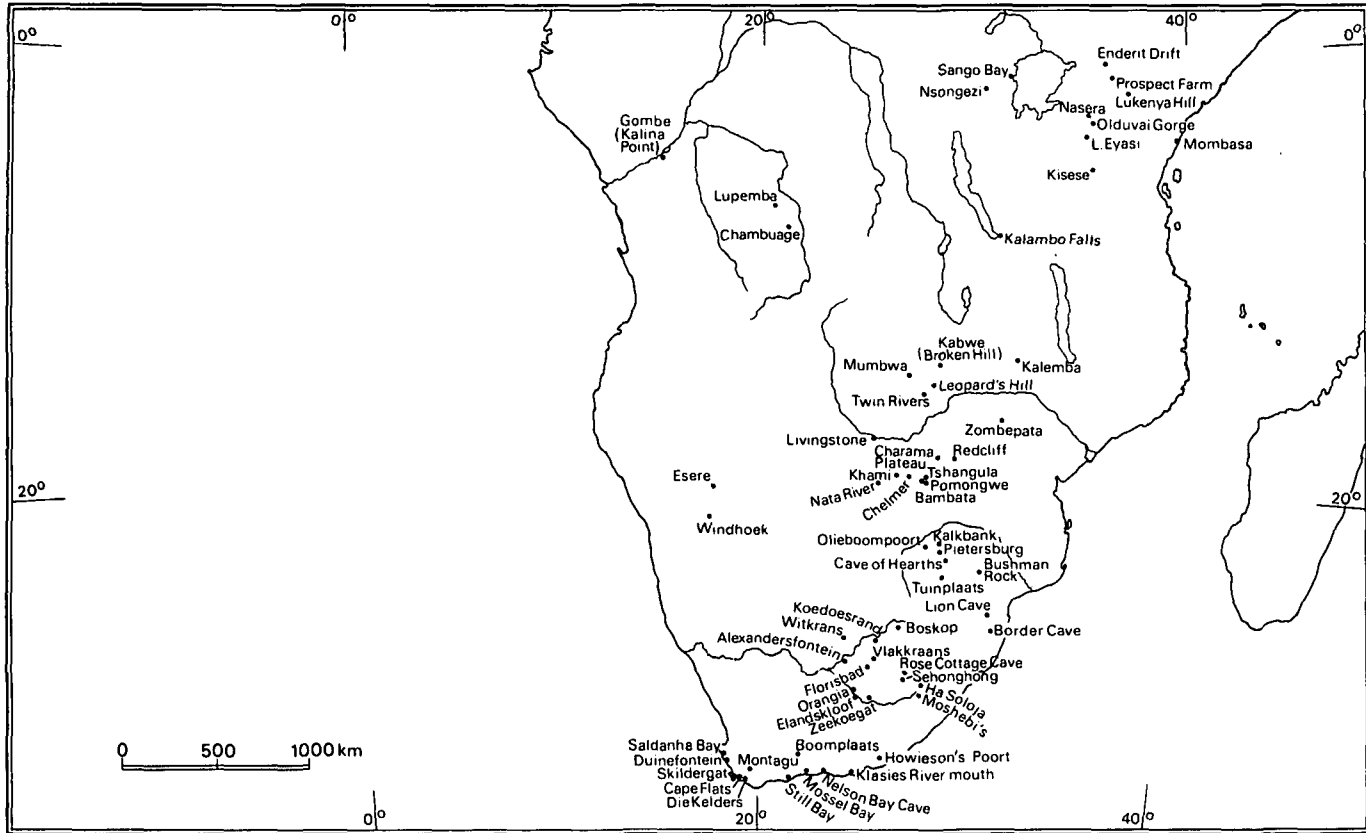 0°
20°
40°
0°
0°
Enderit Drift
Sango Bay
Prospect Farm
Nsongezi
Lukenya Hill
Nasera
Gombe
(Kalina
Point)
Olduvai Gorge
L.Eyasi
Mombasa
Kisese
Lupemba
Chambuage
Kalambo Falls
Kabwe
(Broken Hill)
Mumbwa
Kalemba
Leopard's Hill
Twin Rivers
Zombepata
Livingstone
Charama
Plateau
Redcliff
Esere
Khami
Tshangula
Nata River
Pomongwe
Chelmer
Bambata
20°
20°
Windhoek
Olieboompoort
Kalkbank
Pietersburg
Cave of Hearths
Bushman
Rock
Tuinplaats
Lion Cave
Koedoesrand
Boskop
Border Cave
Witkrans
Alexandersfontein
Vlakkraans
Rose Cottage Cave
Florisbad
Sehonghong
Orangia
Ha Soloja
Elandskloof
Moshebi's
Zeekoegat
0
500
1000 km
Saldanha Bay
Boomplaats
Duinefontein
Montagu
Howieson's Poort
Skildergat
Klasies River mouth
Cape Flats
Nelson Bay Cave
Die Kelders
Mossel Bay
Still Bay
0°
20°
40°